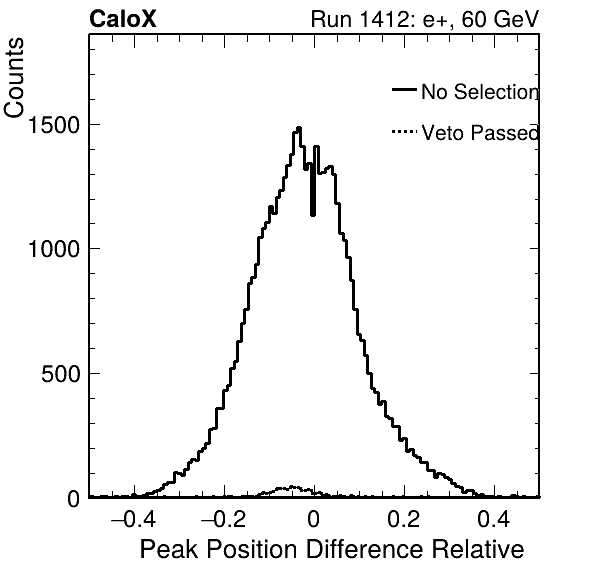 CaloX Run 1412: e+, 60 GeV
Counts
No Selection
Veto Passed
1500
1000
500
0
−0.4 −0.2 0 0.2 0.4
Peak Position Difference Relative